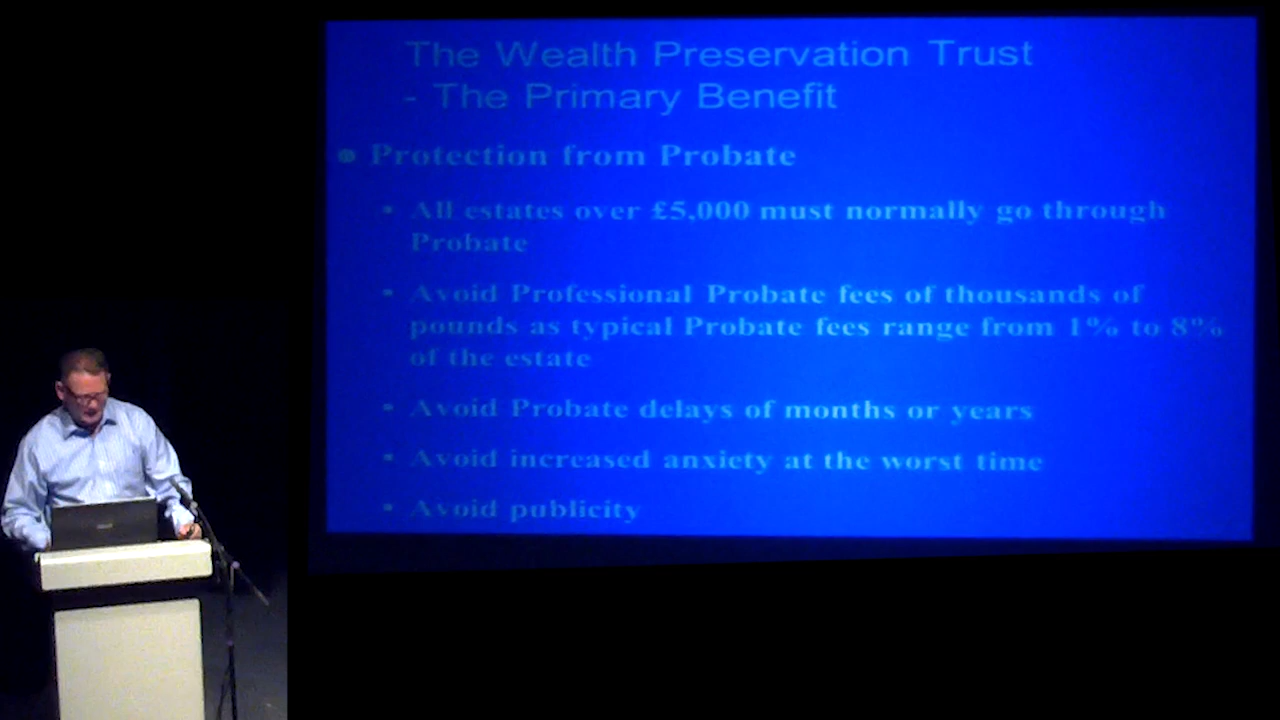 The Wealth Preservation Trust
- The Primary Benefit
Protection from Probate
All estates over £5,000 must normally go through
Probate
Avoid Professional Probate fees of thousands of
pounds as typical Probate fees range from 1% to 8%
of the estate
Avoid Probate delays of months or years
Avoid increased anxiety at the worst time
Avoid publicity